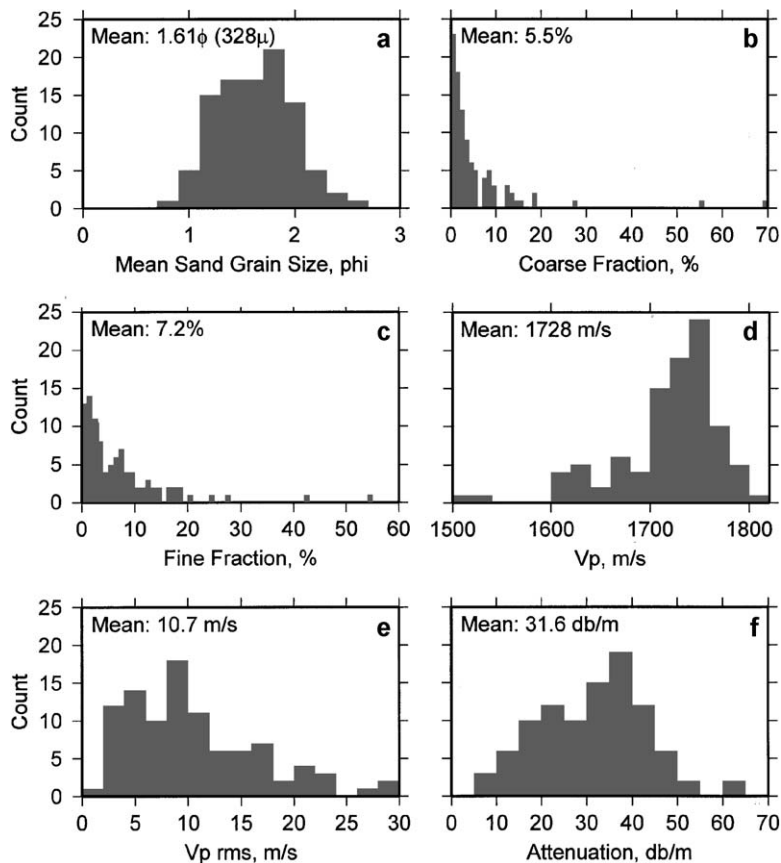 Mean: 1.61ϕ (328μ)
a
25
20
15
10
5
0
Count
0 1 2 3
Mean Sand Grain Size, phi
Mean: 5.5%
b
0 10 20 30 40 50 60 70
Coarse Fraction, %
Mean: 7.2%
c
25
20
15
10
5
0
Count
0 10 20 30 40 50 60
Fine Fraction, %
Mean: 1728 m/s
d
1500 1600 1700 1800
Vp, m/s
Mean: 10.7 m/s
e
25
20
15
10
5
0
Count
0 5 10 15 20 25 30
Vp rms, m/s
Mean: 31.6 db/m
f
0 10 20 30 40 50 60 70
Attenuation, db/m